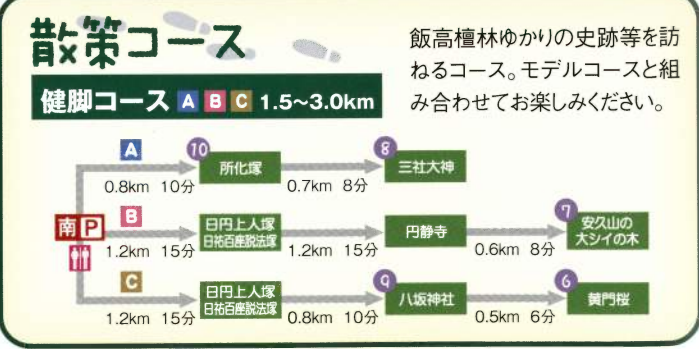 散策コース
健脚コース A B C 1.5～3.0km
飯高檀林ゆかりの史跡等を訪
ねるコース。モデルコースと組
み合わせてお楽しみください。
南 P
A
0.8km 10分
10
所化塚
0.7km 8分
8
三社大神
B
1.2km 15分
日円上人塚
日祐百座説法塚
1.2km 15分
円静寺
0.6km 8分
7
安久山の
大シイの木
C
1.2km 15分
日円上人塚
日祐百座説法塚
0.8km 10分
9
八坂神社
0.5km 6分
6
黄門桜